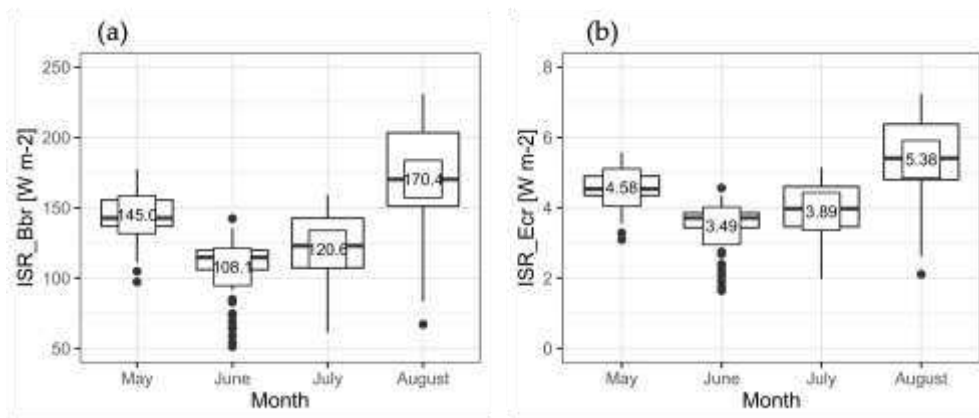 (a)
250
200
150
100
50
ISR_Bbr [W m-2]
145.0
108.1
120.6
170.4
May
June
July
August
Month
(b)
8
6
4
2
0
ISR_Ecr [W m-2]
4.58
3.49
3.89
5.38
May
June
July
August
Month